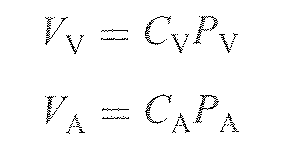 V_V = C_V P_V
V_A = C_A P_A